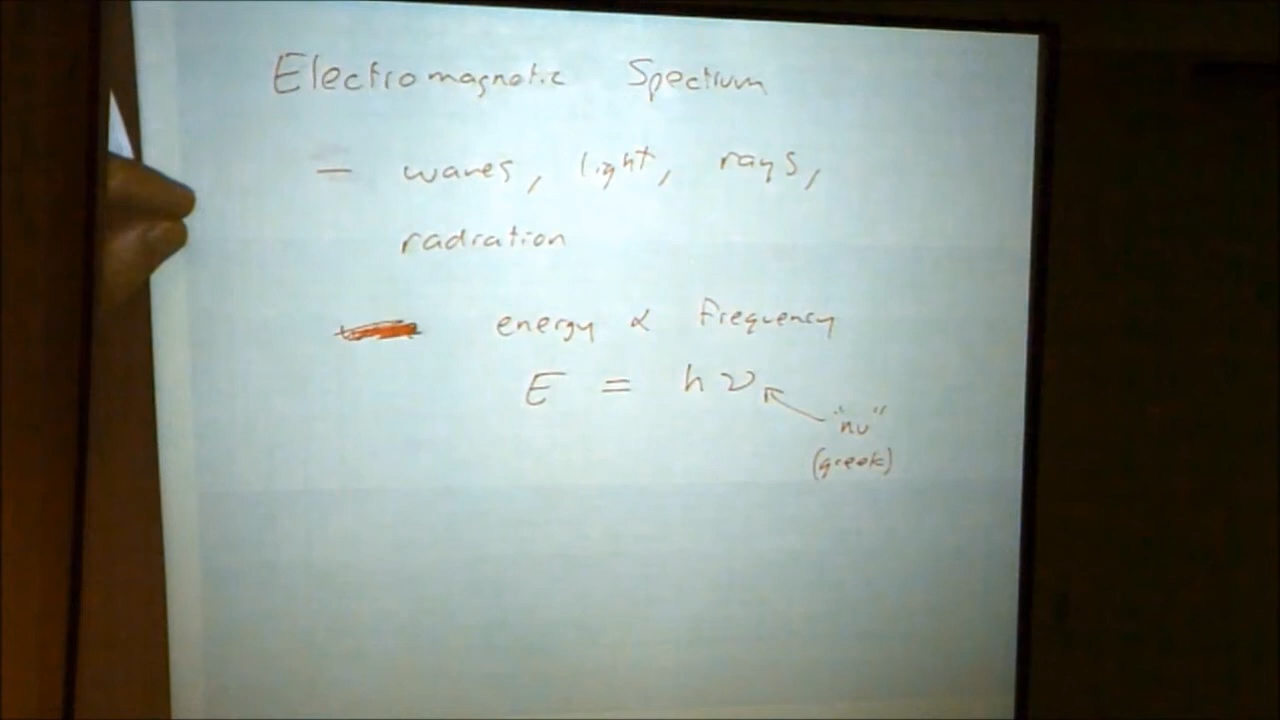 Electromagnetic Spectrum
— waves, light, rays,
radiation
energy ∝ frequency
E = hν
"nu"
(greek)